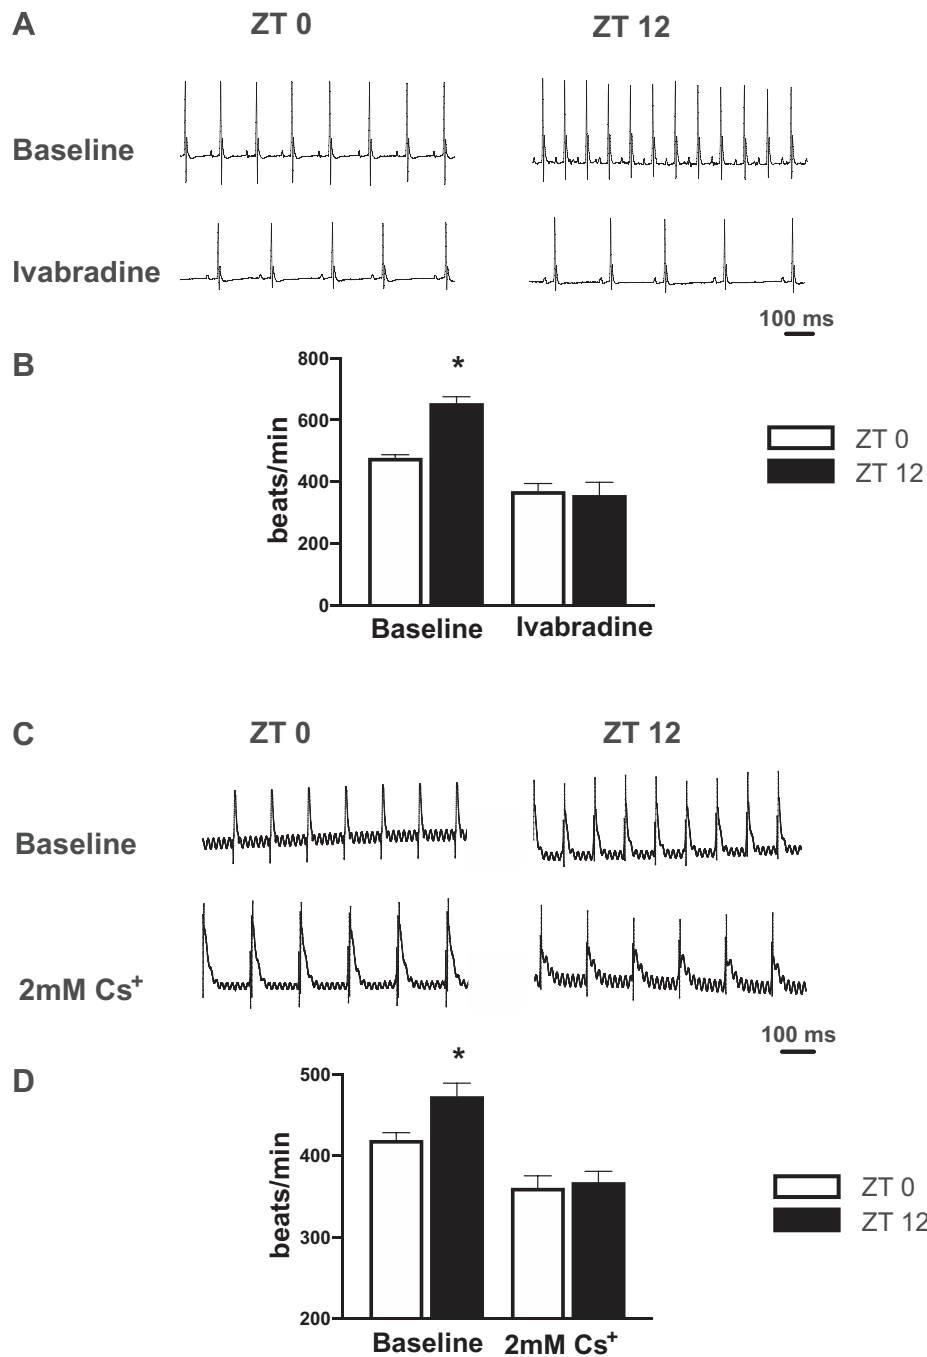 A
ZT 0
ZT 12
Baseline
Ivabradine
100 ms
B
800
*
600
400
200
0
beats/min
Baseline
Ivabradine
ZT 0
ZT 12
C
ZT 0
ZT 12
Baseline
2mM Cs⁺
100 ms
D
500
*
400
300
200
beats/min
Baseline
2mM Cs⁺
ZT 0
ZT 12